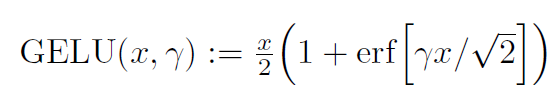 GELU(x, γ) := x/2 (1 + erf[γx/√2])